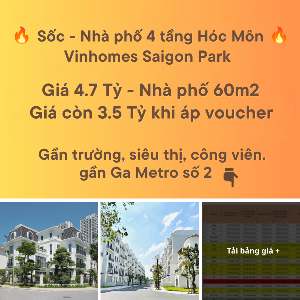 🔥 Sốc - Nhà phố 4 tầng Hóc Môn 🔥
Vinhomes Saigon Park
Giá 4.7 Tỷ - Nhà phố 60m2
Giá còn 3.5 Tỷ khi áp voucher
Gần trường, siêu thị, công viên.
gần Ga Metro số 2 👇
Tải bảng giá +